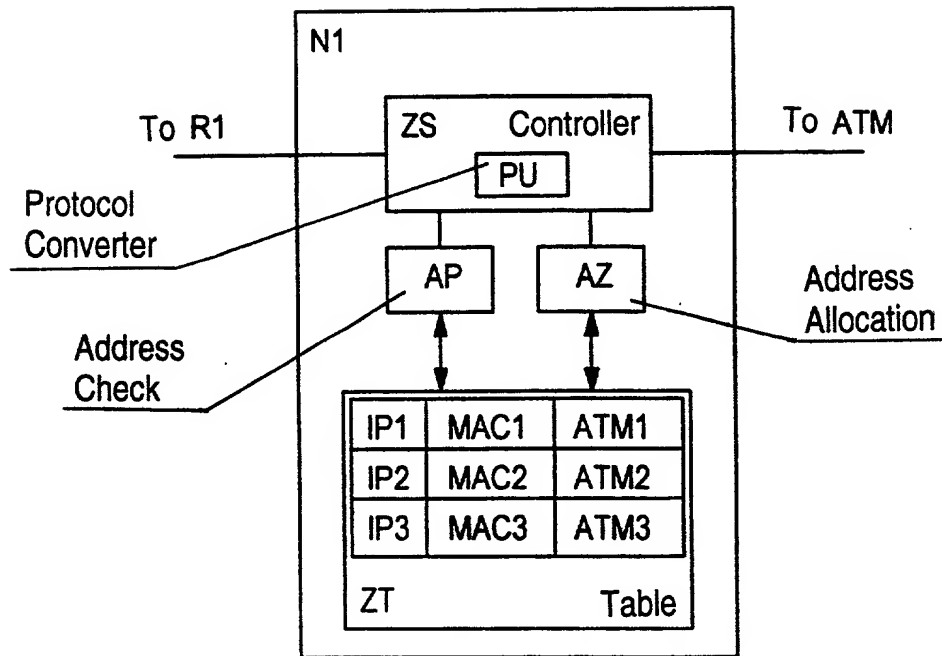 N1
To R1
ZS Controller
To ATM
PU
Protocol
Converter
AP
AZ
Address
Allocation
Address
Check
IP1 MAC1 ATM1
IP2 MAC2 ATM2
IP3 MAC3 ATM3
ZT Table